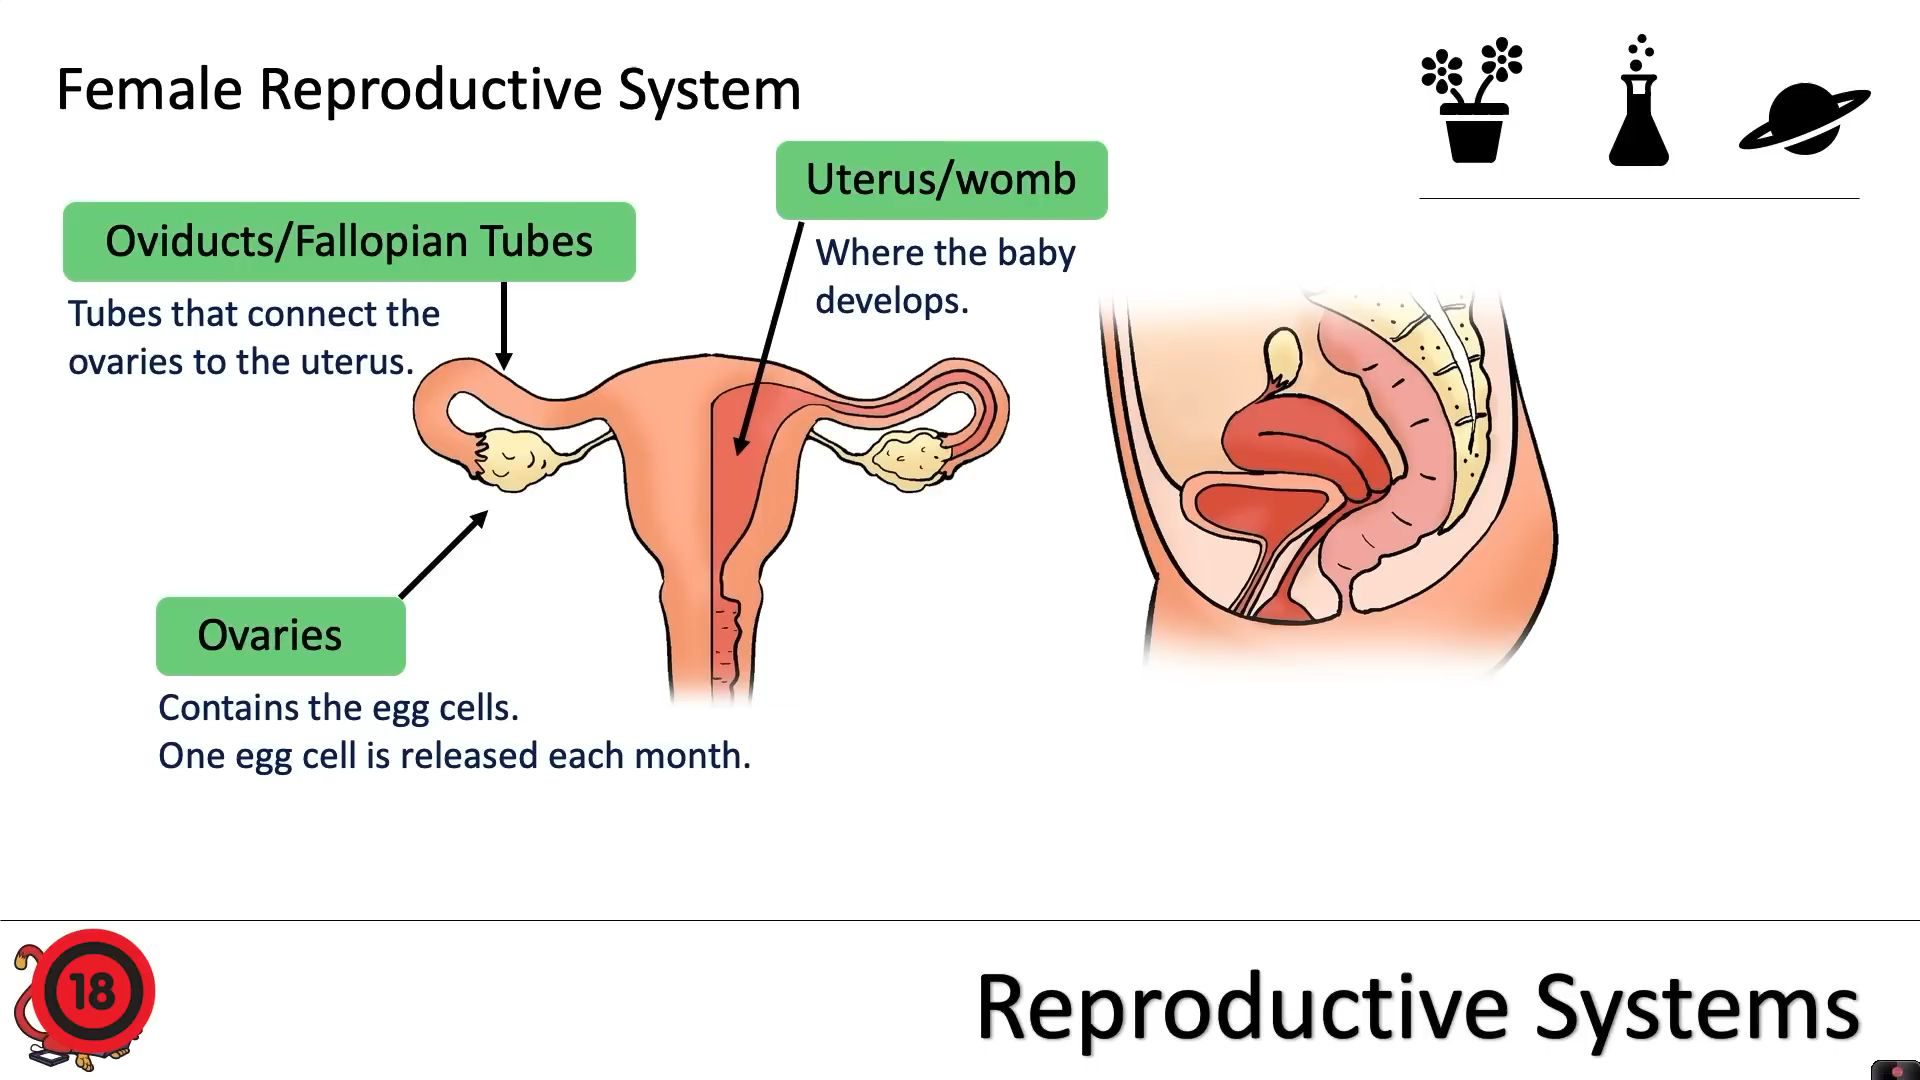 Female Reproductive System
Uterus/womb
Where the baby
develops.
Oviducts/Fallopian Tubes
Tubes that connect the
ovaries to the uterus.
Ovaries
Contains the egg cells.
One egg cell is released each month.
18
Reproductive Systems